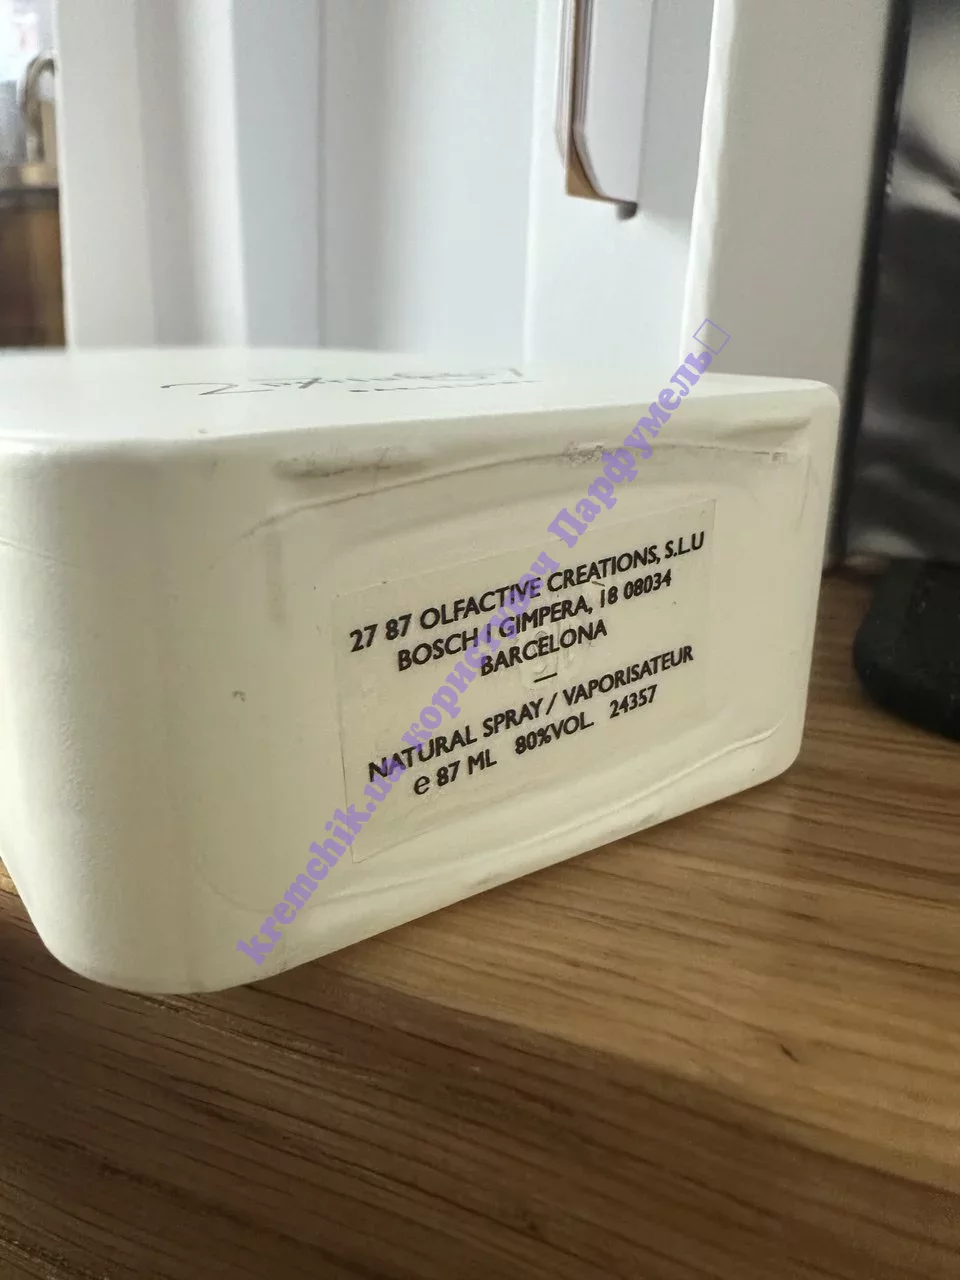 27 87 OLFACTIVE CREATIONS, S.L.U
BOSCH I GIMPERA, 18 08034
BARCELONA
—
NATURAL SPRAY / VAPORISATEUR
℮ 87 ML 80%VOL 24357
kremchik.ua користувач Парфумель